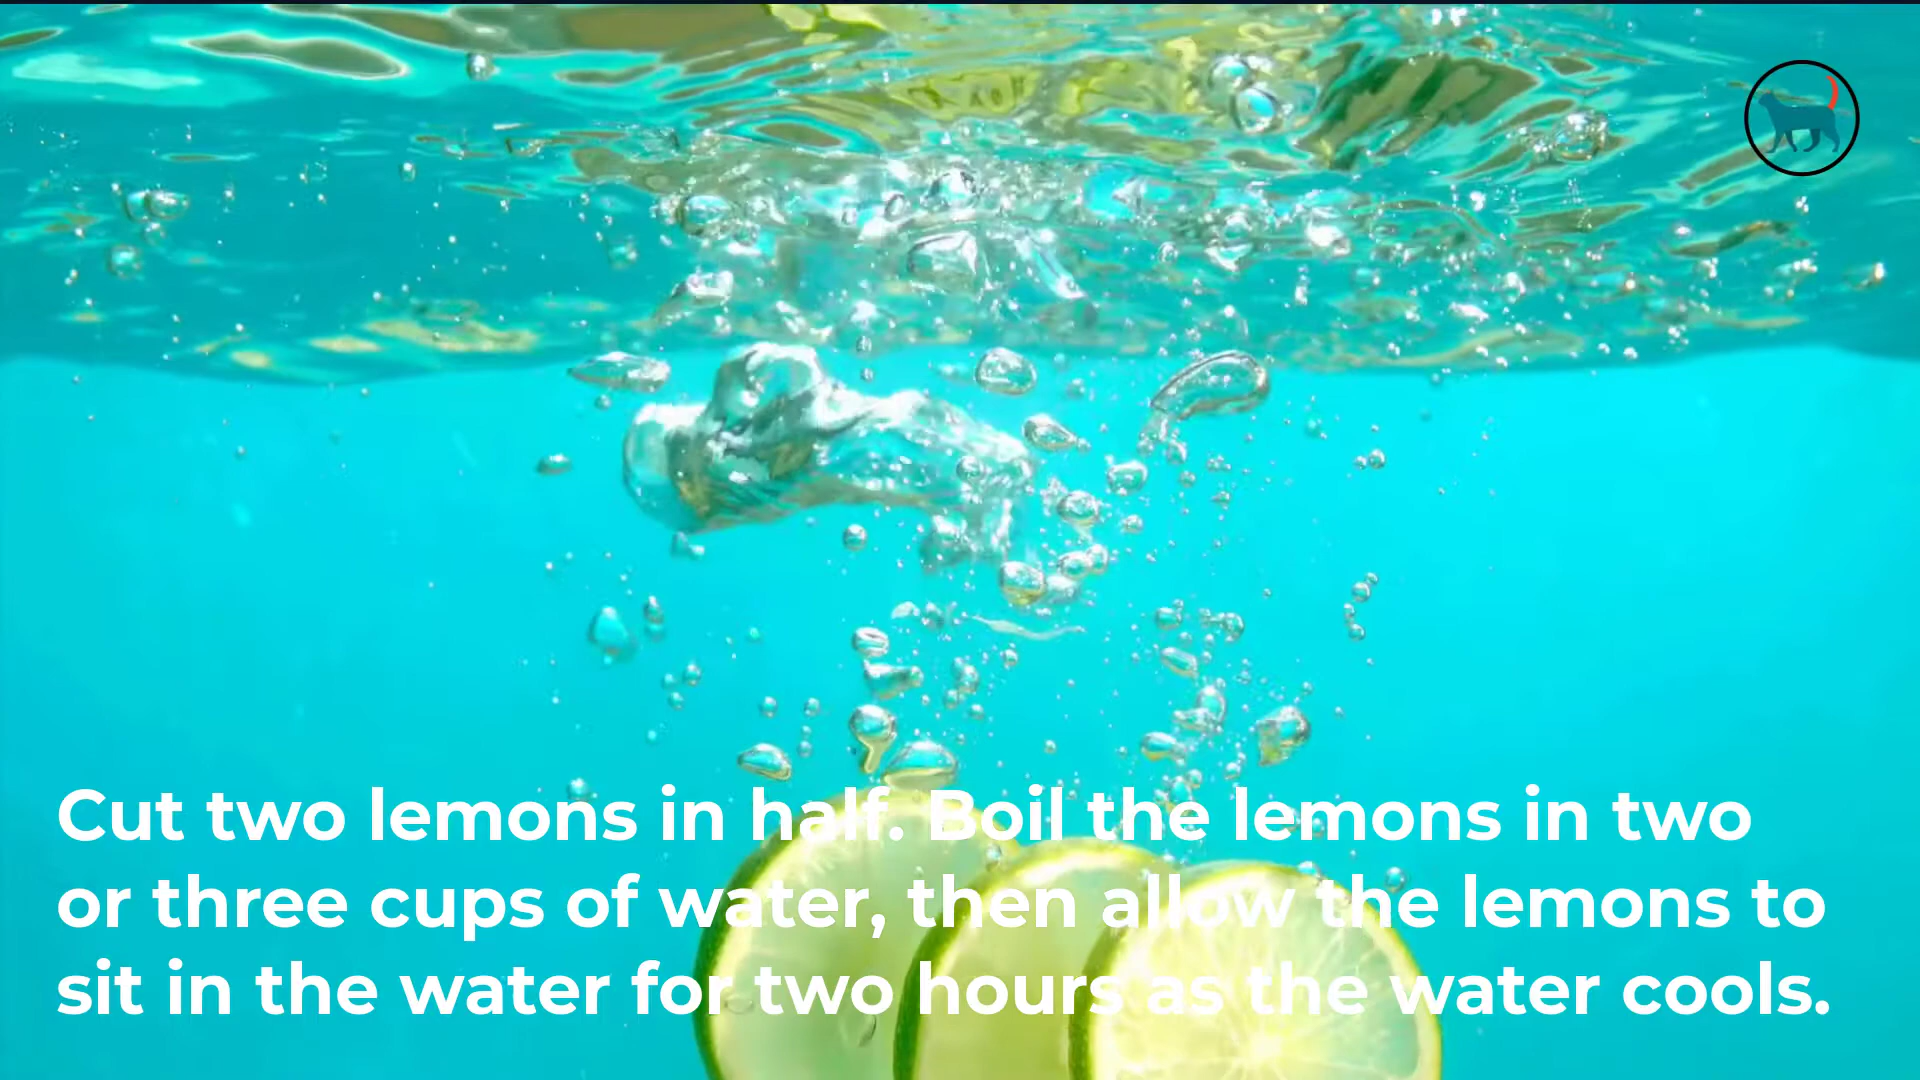 Cut two lemons in half. Boil the lemons in two
or three cups of water, then allow the lemons to
sit in the water for two hours as the water cools.